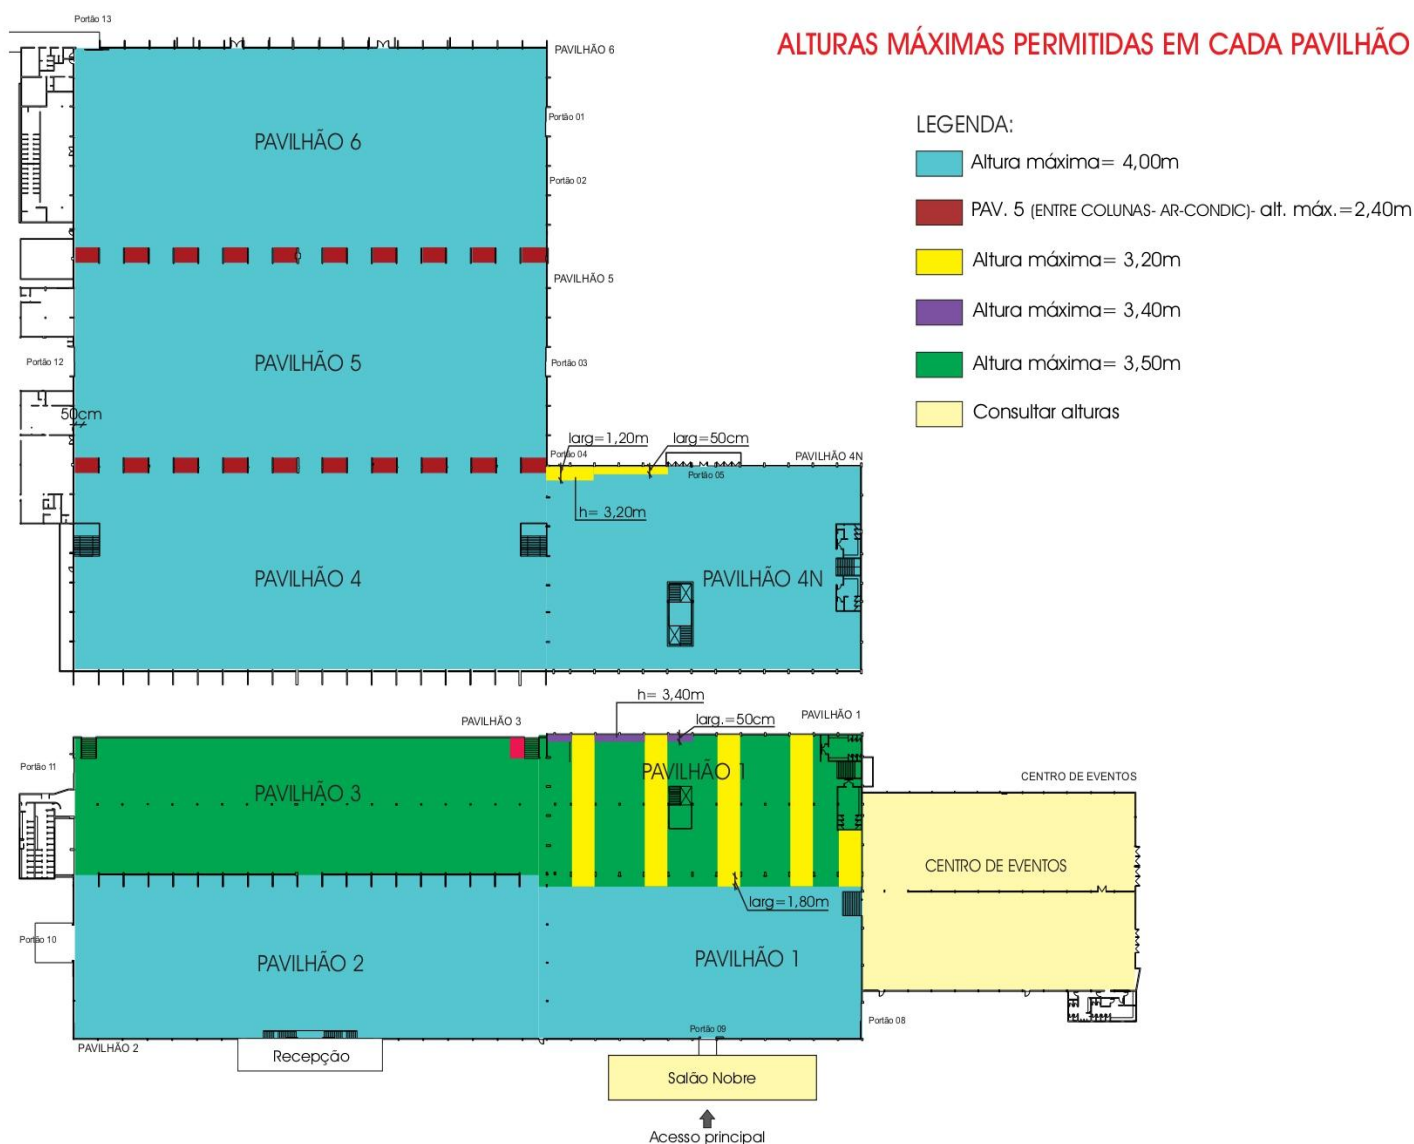 Portão 13
PAVILHÃO 6
ALTURAS MÁXIMAS PERMITIDAS EM CADA PAVILHÃO
LEGENDA:
Altura máxima= 4,00m
PAV. 5 (ENTRE COLUNAS- AR-CONDIC)- alt. máx.=2,40m
Altura máxima= 3,20m
Altura máxima= 3,40m
Altura máxima= 3,50m
Consultar alturas
PAVILHÃO 6
Portão 01
Portão 02
PAVILHÃO 5
PAVILHÃO 5
Portão 12
Portão 03
50cm
larg=1,20m
larg=50cm
Portão 04
PAVILHÃO 4N
Portão 05
h= 3,20m
PAVILHÃO 4
PAVILHÃO 4N
h= 3,40m
larg.=50cm
PAVILHÃO 3
PAVILHÃO 1
Portão 11
PAVILHÃO 3
PAVILHÃO 1
CENTRO DE EVENTOS
CENTRO DE EVENTOS
larg=1,80m
Portão 10
PAVILHÃO 2
PAVILHÃO 1
Portão 08
Portão 09
PAVILHÃO 2
Recepção
Salão Nobre
Acesso principal